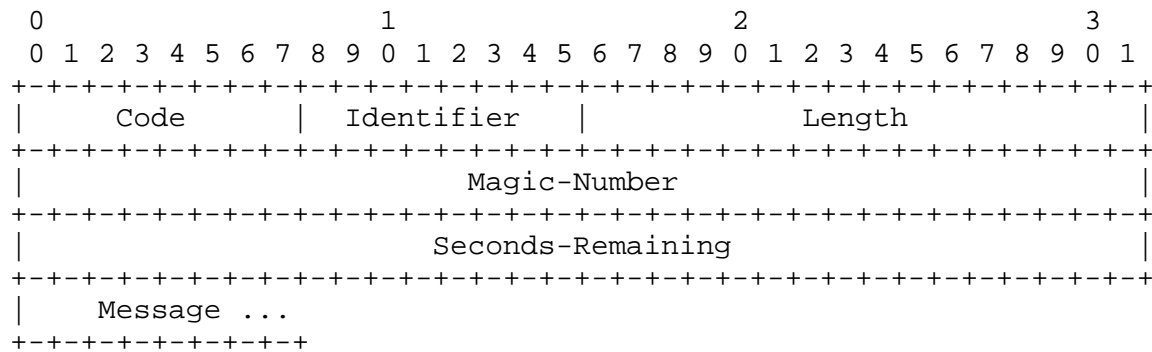 0                   1                   2                   3
 0 1 2 3 4 5 6 7 8 9 0 1 2 3 4 5 6 7 8 9 0 1 2 3 4 5 6 7 8 9 0 1
+-+-+-+-+-+-+-+-+-+-+-+-+-+-+-+-+-+-+-+-+-+-+-+-+-+-+-+-+-+-+-+-+
|     Code      |  Identifier   |            Length             |
+-+-+-+-+-+-+-+-+-+-+-+-+-+-+-+-+-+-+-+-+-+-+-+-+-+-+-+-+-+-+-+-+
|                         Magic-Number                          |
+-+-+-+-+-+-+-+-+-+-+-+-+-+-+-+-+-+-+-+-+-+-+-+-+-+-+-+-+-+-+-+-+
|                       Seconds-Remaining                       |
+-+-+-+-+-+-+-+-+-+-+-+-+-+-+-+-+-+-+-+-+-+-+-+-+-+-+-+-+-+-+-+-+
|    Message ...
+-+-+-+-+-+-+-+-+